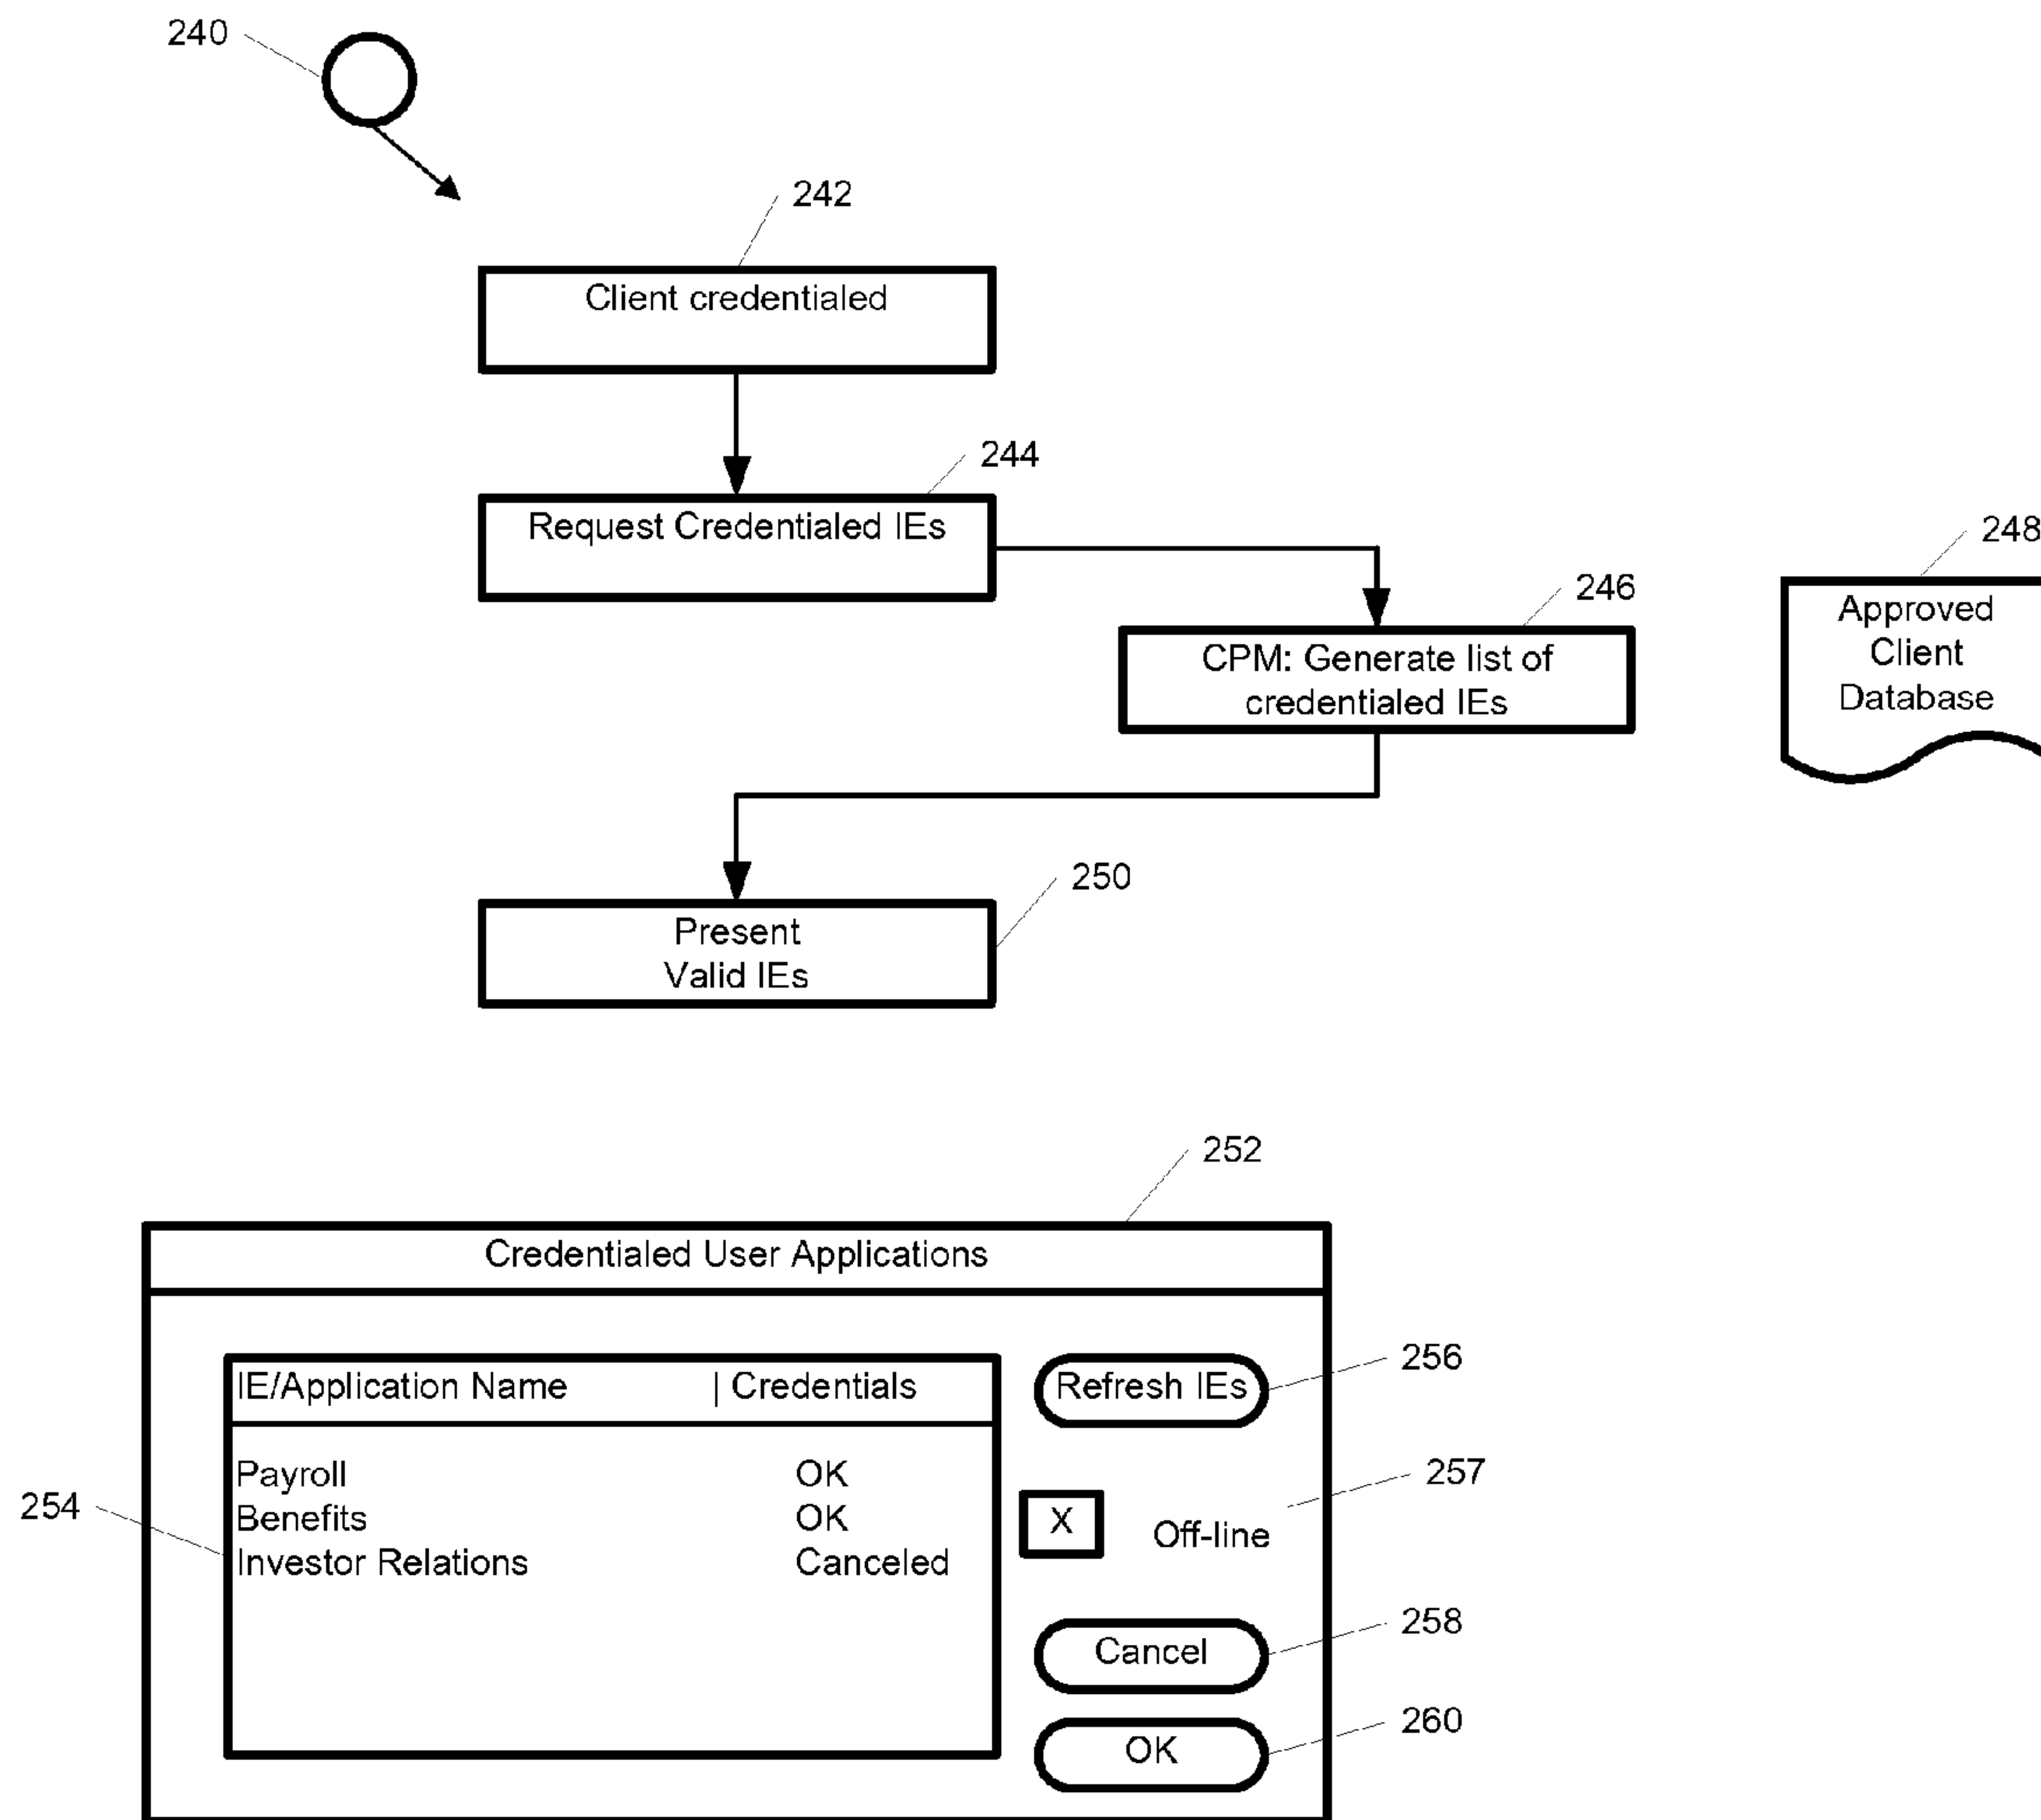 240
242
Client credentialed
244
Request Credentialed IEs
248
246
Approved
Client
Database
CPM: Generate list of
credentialed IEs
250
Present
Valid IEs
252
Credentialed User Applications
IE/Application Name | Credentials
Refresh IEs
256
Payroll OK
Benefits OK
Investor Relations Canceled
254
X
Off-line
257
Cancel
258
OK
260